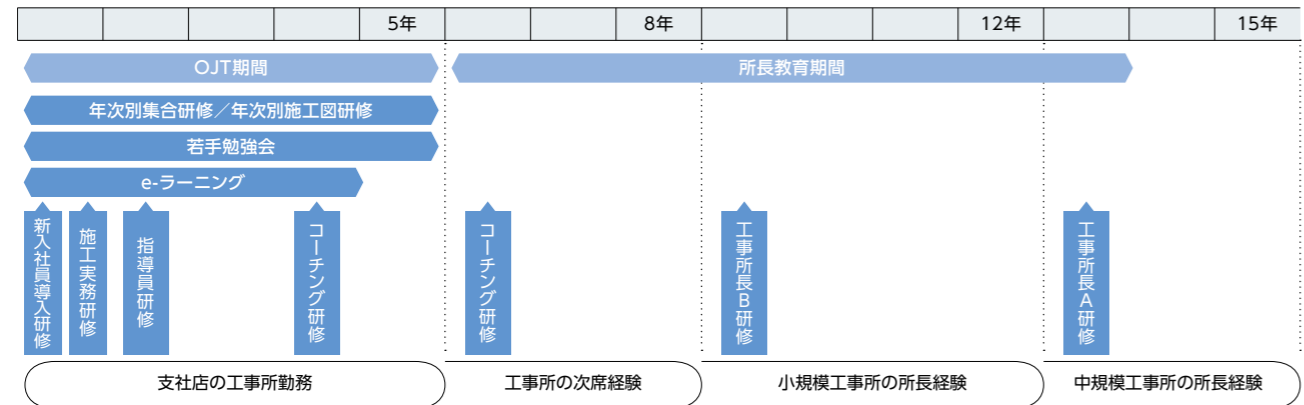 5年
8年
12年
15年
OJT期間
所長教育期間
年次別集合研修／年次別施工図研修
若手勉強会
e-ラーニング
新入社員導入研修
施工実務研修
指導員研修
コーチング研修
コーチング研修
工事所長B研修
工事所長A研修
支社店の工事所勤務
工事所の次席経験
小規模工事所の所長経験
中規模工事所の所長経験